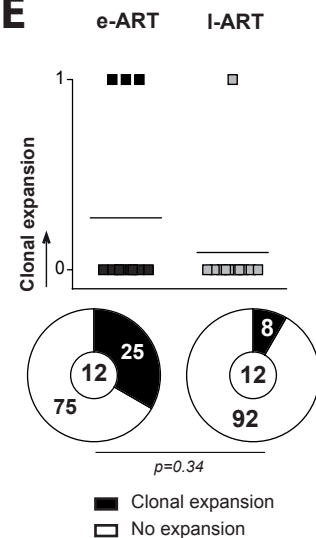 E
e-ART l-ART
1
Clonal expansion
0
25
12
75
8
12
92
p=0.34
Clonal expansion
No expansion